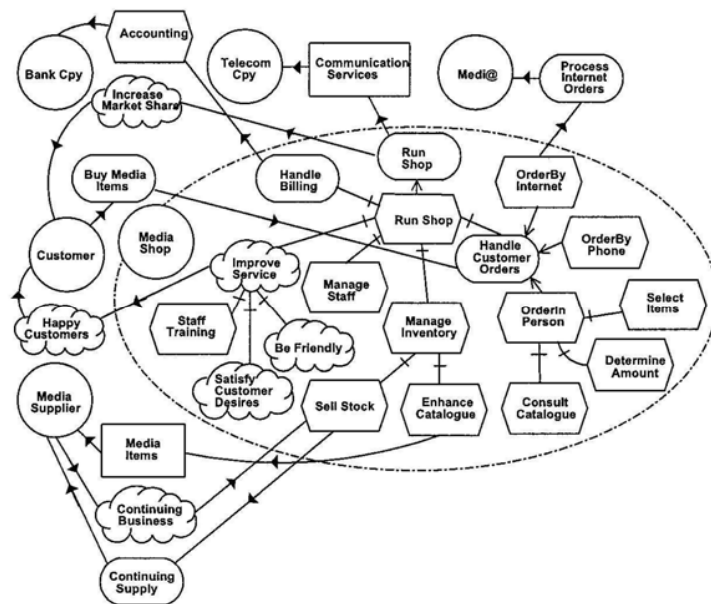 Accounting
Bank Cpy
Telecom
Cpy
Communication
Services
Medi@
Process
Internet
Orders
Increase
Market Share
Run
Shop
Buy Media
Items
Handle
Billing
OrderBy
Internet
Run Shop
Customer
Media
Shop
Improve
Service
Handle
Customer
Orders
OrderBy
Phone
Manage
Staff
Happy
Customers
Staff
Training
Be Friendly
Manage
Inventory
OrderIn
Person
Select
Items
Determine
Amount
Media
Supplier
Satisfy
Customer
Desires
Sell Stock
Enhance
Catalogue
Consult
Catalogue
Media
Items
Continuing
Business
Continuing
Supply